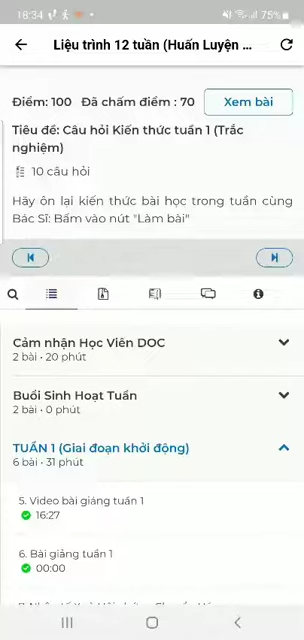 18:34
75%
Liệu trình 12 tuần (Huấn Luyện ...
Điểm: 100 Đã chấm điểm : 70
Xem bài
Tiêu đề: Câu hỏi Kiến thức tuần 1 (Trắc
nghiệm)
10 câu hỏi
Hãy ôn lại kiến thức bài học trong tuần cùng
Bác Sĩ: Bấm vào nút "Làm bài"
Cảm nhận Học Viên DOC
2 bài • 20 phút
Buổi Sinh Hoạt Tuần
2 bài • 0 phút
TUẦN 1 (Giai đoạn khởi động)
6 bài • 31 phút
5. Video bài giảng tuần 1
16:27
6. Bài giảng tuần 1
00:00